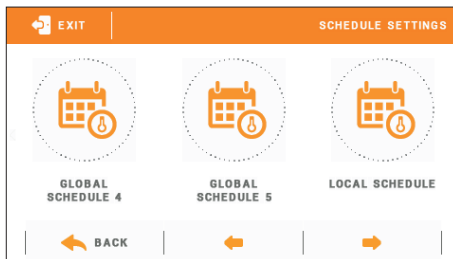 EXIT
SCHEDULE SETTINGS
GLOBAL
SCHEDULE 4
GLOBAL
SCHEDULE 5
LOCAL SCHEDULE
BACK